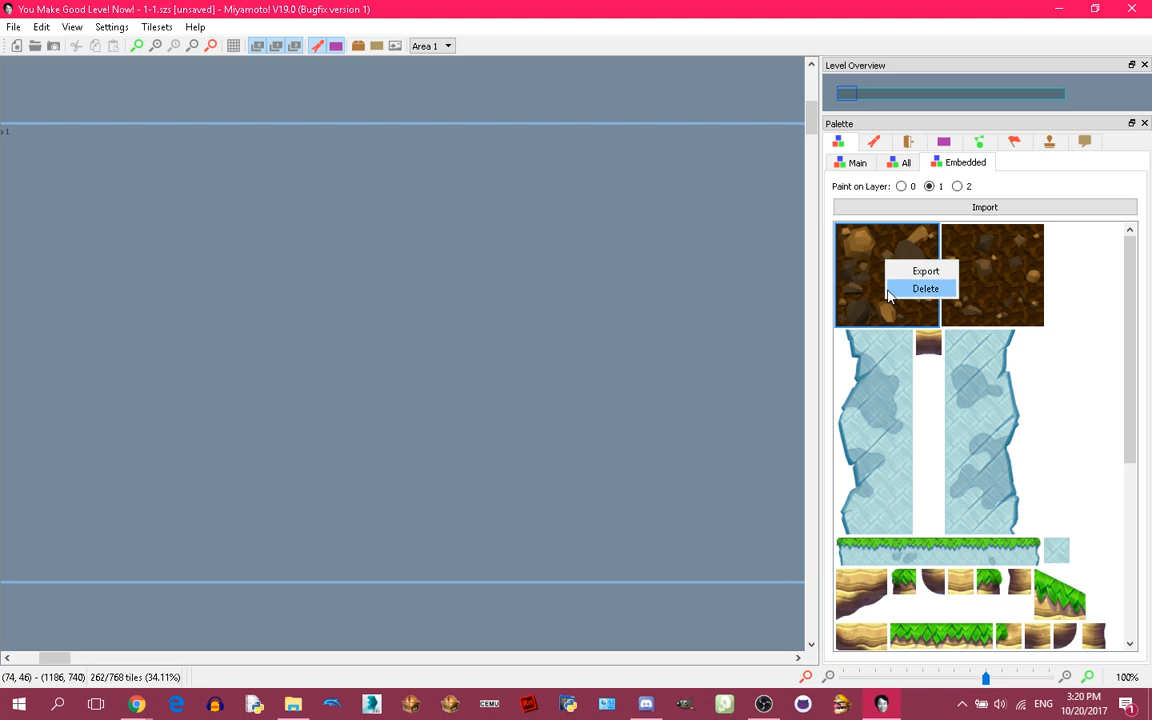 You Make Good Level Now! - 1-1.szs [unsaved] - Miyamoto! V19.0 (Bugfix version 1)
File Edit View Settings Tilesets Help
Area 1
Level Overview
Palette
Main All Embedded
Paint on Layer: 0 1 2
Import
Export
Delete
(74, 46) - (1186, 740) 262/768 tiles (34.11%)
100%
CEMU
ENG
3:20 PM
10/20/2017